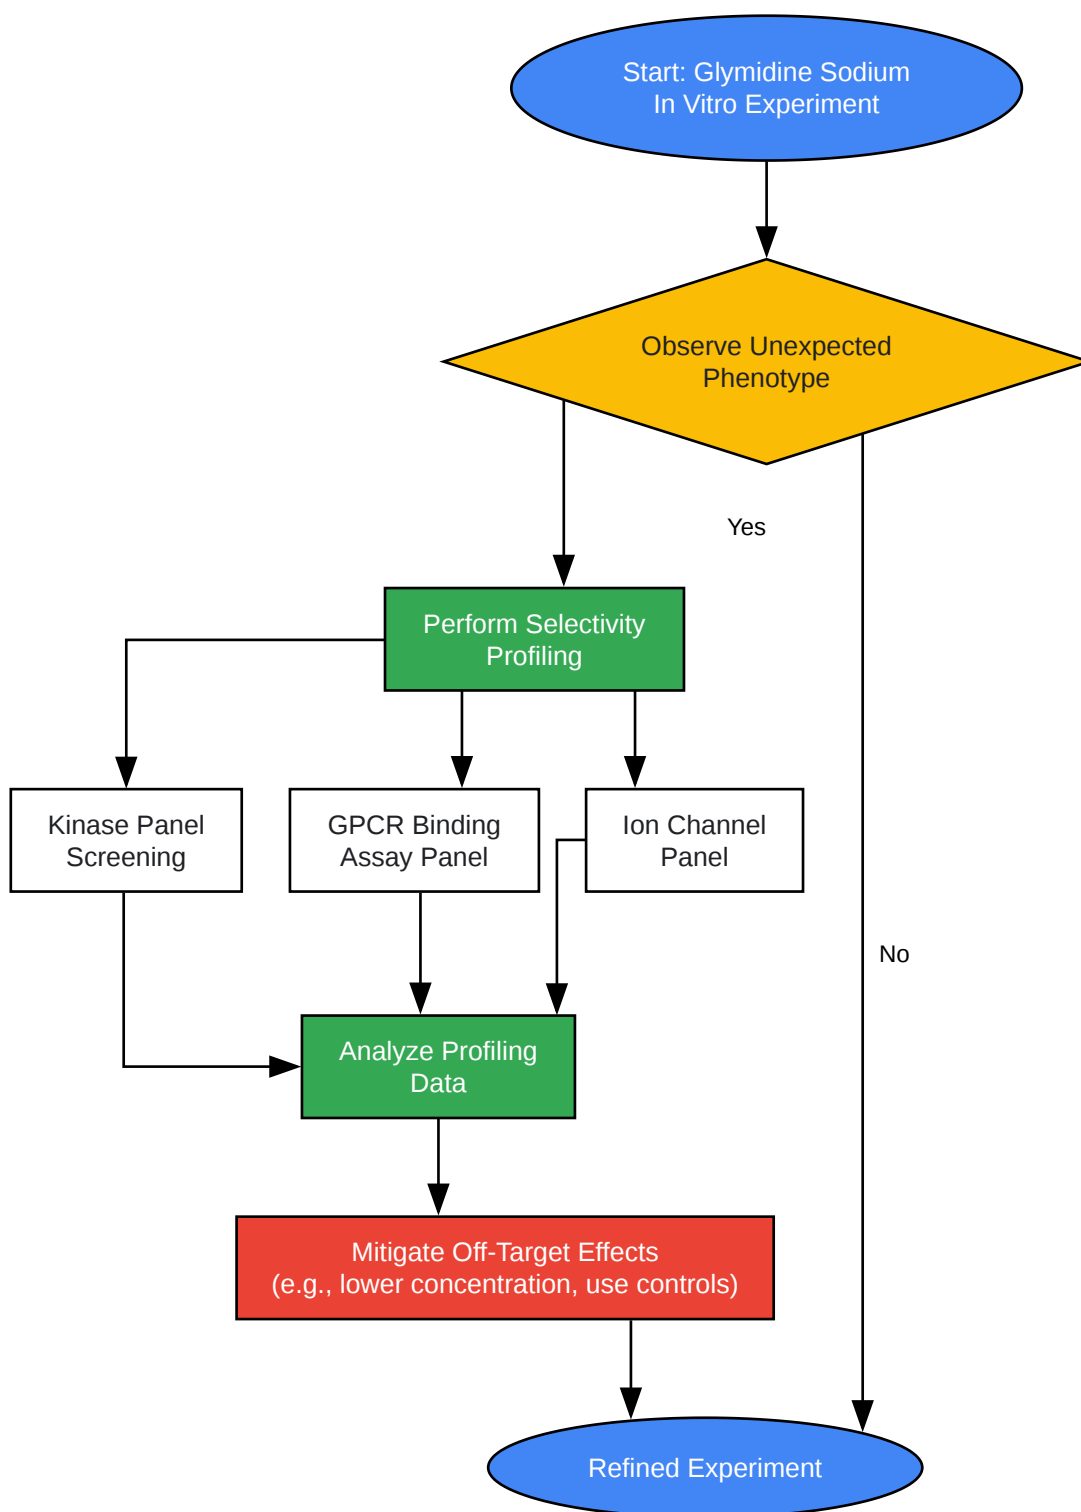 Start: Glymidine Sodium
In Vitro Experiment
Observe Unexpected
Phenotype
Yes
Perform Selectivity
Profiling
Kinase Panel
Screening
GPCR Binding
Assay Panel
Ion Channel
Panel
No
Analyze Profiling
Data
Mitigate Off-Target Effects
(e.g., lower concentration, use controls)
Refined Experiment